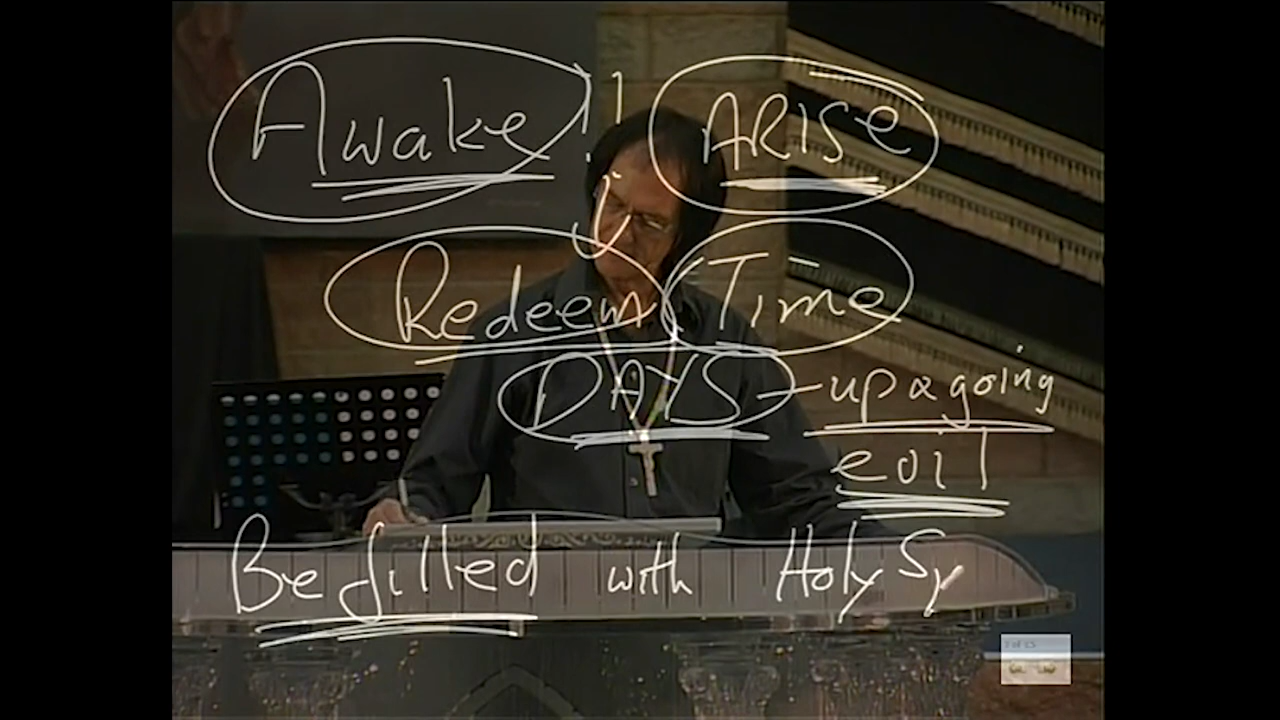 Awake!! ARISe
Redeem Time
DAYS - up & going
evil
Be filled with Holy Sp